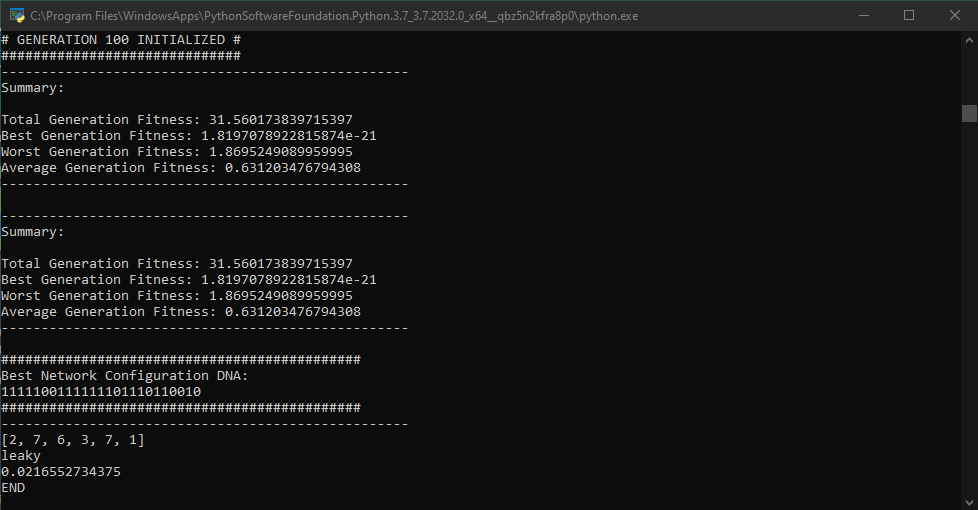 C:\Program Files\WindowsApps\PythonSoftwareFoundation.Python.3.7_3.7.2032.0_x64__qbz5n2kfra8p0\python.exe
# GENERATION 100 INITIALIZED #
##############################
---------------------------------------------------
Summary:
Total Generation Fitness: 31.560173839715397
Best Generation Fitness: 1.8197078922815874e-21
Worst Generation Fitness: 1.8695249089959995
Average Generation Fitness: 0.631203476794308
---------------------------------------------------
---------------------------------------------------
Summary:
Total Generation Fitness: 31.560173839715397
Best Generation Fitness: 1.8197078922815874e-21
Worst Generation Fitness: 1.8695249089959995
Average Generation Fitness: 0.631203476794308
---------------------------------------------------
#############################################
Best Network Configuration DNA:
1111100111111101110110010
#############################################
---------------------------------------------------
[2, 7, 6, 3, 7, 1]
leaky
0.0216552734375
END